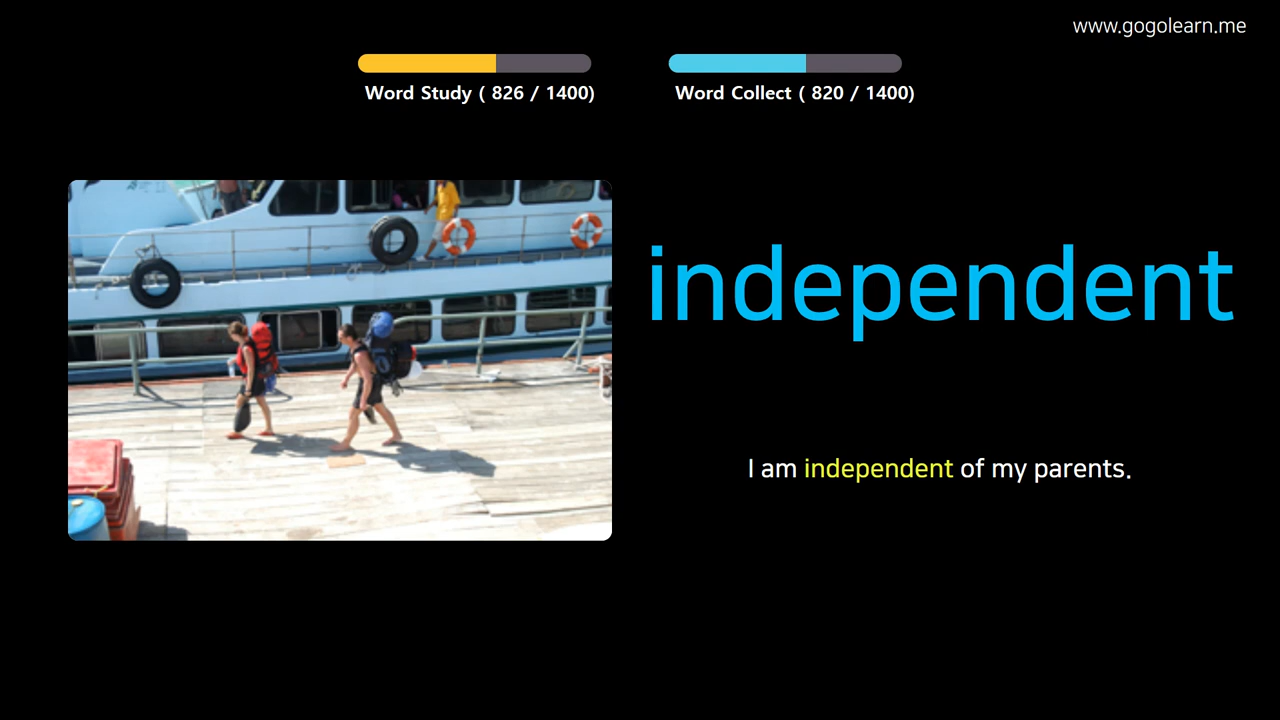 www.gogolearn.me
Word Study ( 826 / 1400)
Word Collect ( 820 / 1400)
independent
I am independent of my parents.